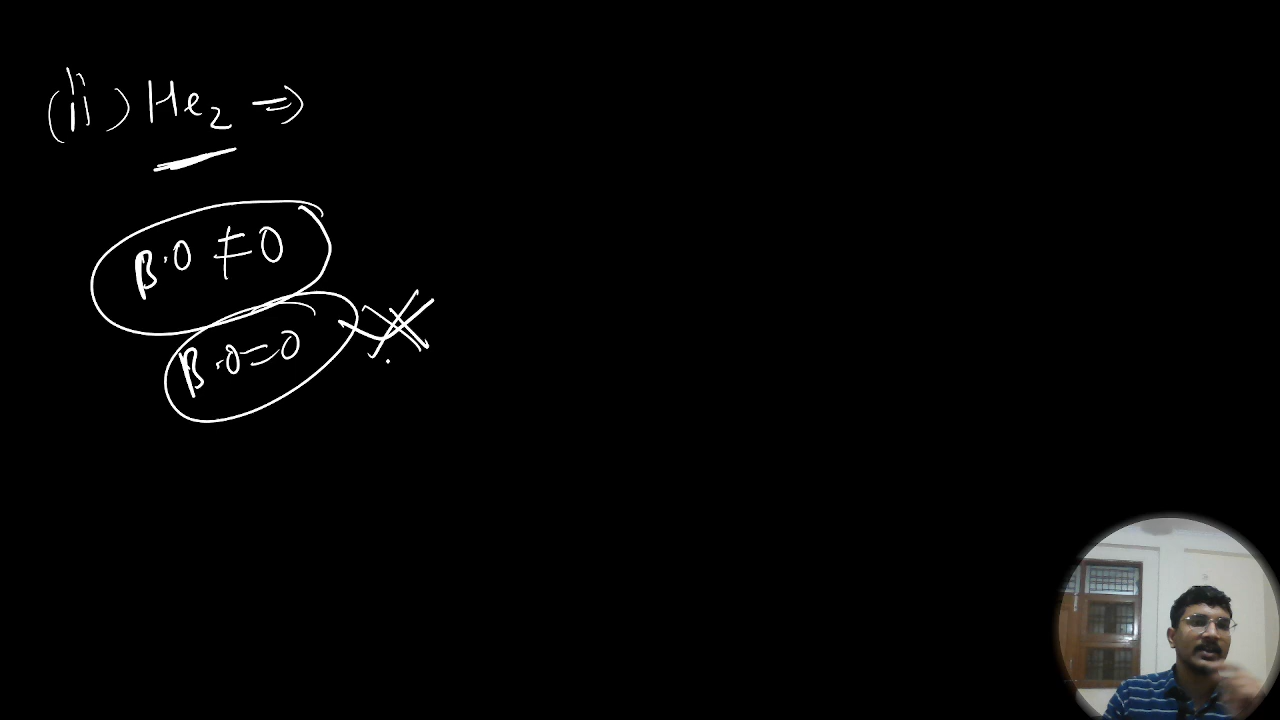 (ii) He₂ ⇒
B.O ≠ 0
B.O = 0